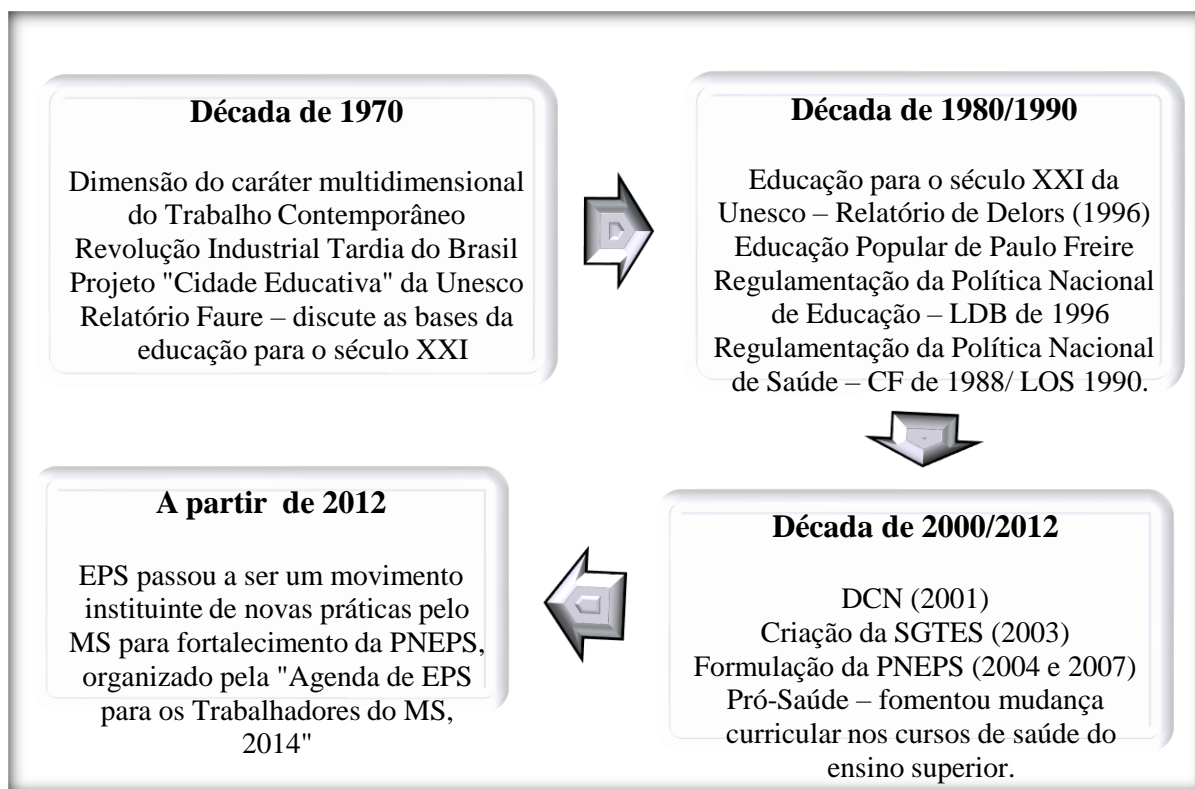 Década de 1970
Dimensão do caráter multidimensional
do Trabalho Contemporâneo
Revolução Industrial Tardia do Brasil
Projeto "Cidade Educativa" da Unesco
Relatório Faure – discute as bases da
educação para o século XXI
Década de 1980/1990
Educação para o século XXI da
Unesco – Relatório de Delors (1996)
Educação Popular de Paulo Freire
Regulamentação da Política Nacional
de Educação – LDB de 1996
Regulamentação da Política Nacional
de Saúde – CF de 1988/ LOS 1990.
Década de 2000/2012
DCN (2001)
Criação da SGTES (2003)
Formulação da PNEPS (2004 e 2007)
Pró-Saúde – fomentou mudança
curricular nos cursos de saúde do
ensino superior.
A partir de 2012
EPS passou a ser um movimento
instituinte de novas práticas pelo
MS para fortalecimento da PNEPS,
organizado pela "Agenda de EPS
para os Trabalhadores do MS,
2014"